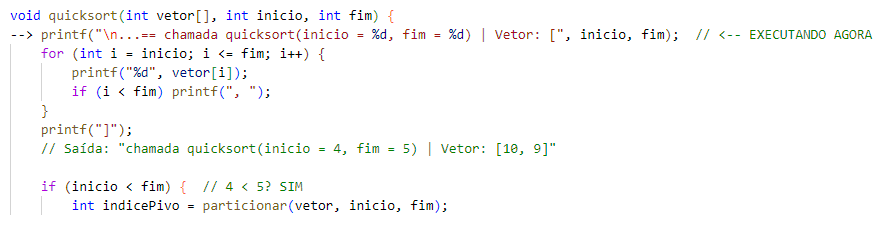 void quicksort(int vetor[], int inicio, int fim) {
--> printf("\n...== chamada quicksort(inicio = %d, fim = %d) | Vetor: [", inicio, fim);  // <-- EXECUTANDO AGORA
    for (int i = inicio; i <= fim; i++) {
        printf("%d", vetor[i]);
        if (i < fim) printf(", ");
    }
    printf("]");
    // Saída: "chamada quicksort(inicio = 4, fim = 5) | Vetor: [10, 9]"
    if (inicio < fim) {  // 4 < 5? SIM
        int indicePivo = particionar(vetor, inicio, fim);